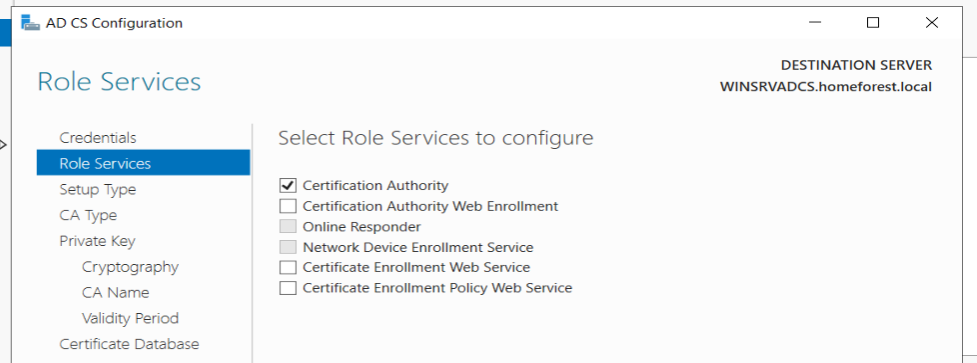 AD CS Configuration
DESTINATION SERVER
WINSRVADCS.homeforest.local
Role Services
Credentials
Role Services
Setup Type
CA Type
Private Key
Cryptography
CA Name
Validity Period
Certificate Database
Select Role Services to configure
Certification Authority
Certification Authority Web Enrollment
Online Responder
Network Device Enrollment Service
Certificate Enrollment Web Service
Certificate Enrollment Policy Web Service